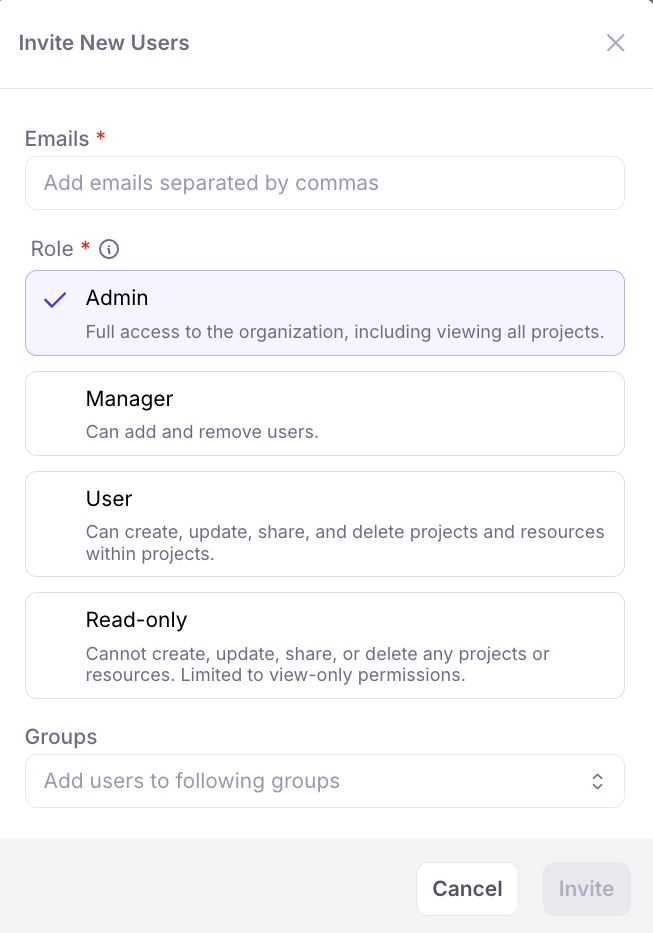 Invite New Users
Emails *
Add emails separated by commas
Role *
Admin
Full access to the organization, including viewing all projects.
Manager
Can add and remove users.
User
Can create, update, share, and delete projects and resources
within projects.
Read-only
Cannot create, update, share, or delete any projects or
resources. Limited to view-only permissions.
Groups
Add users to following groups
Cancel
Invite